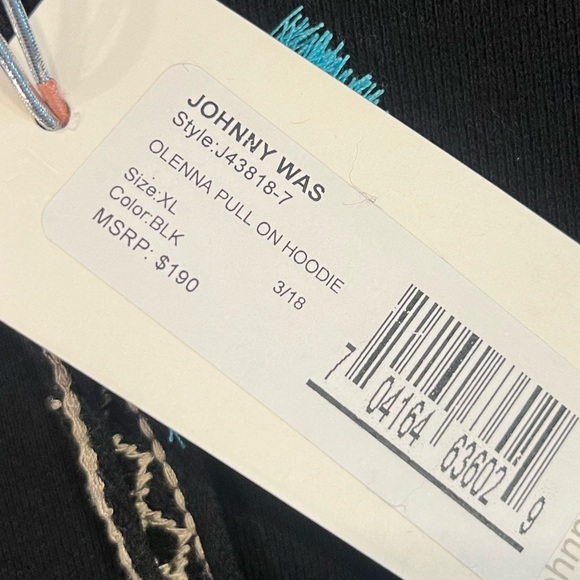 JOHNNY WAS
Style:J43818-7
OLENNA PULL ON HOODIE
Size:XL
Color:BLK
3/18
MSRP: $190
7 04164 63602 9